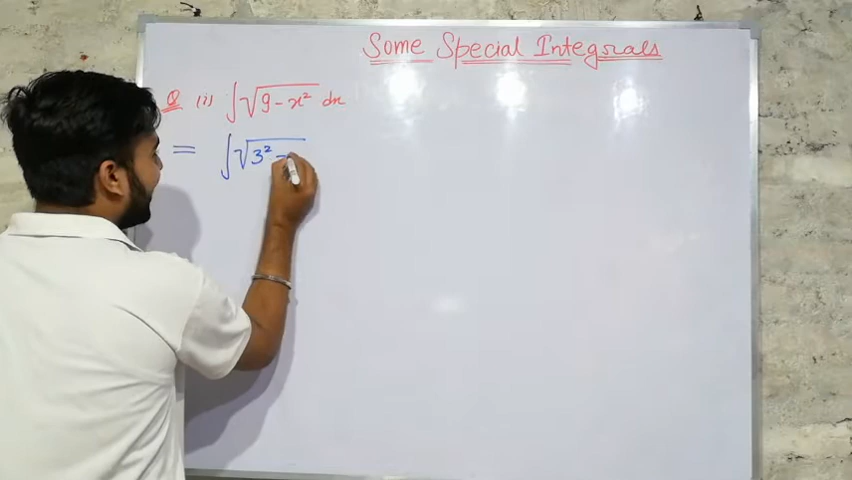 Some Special Integrals
Q (i) ∫√9-x² dx
= ∫√3² -